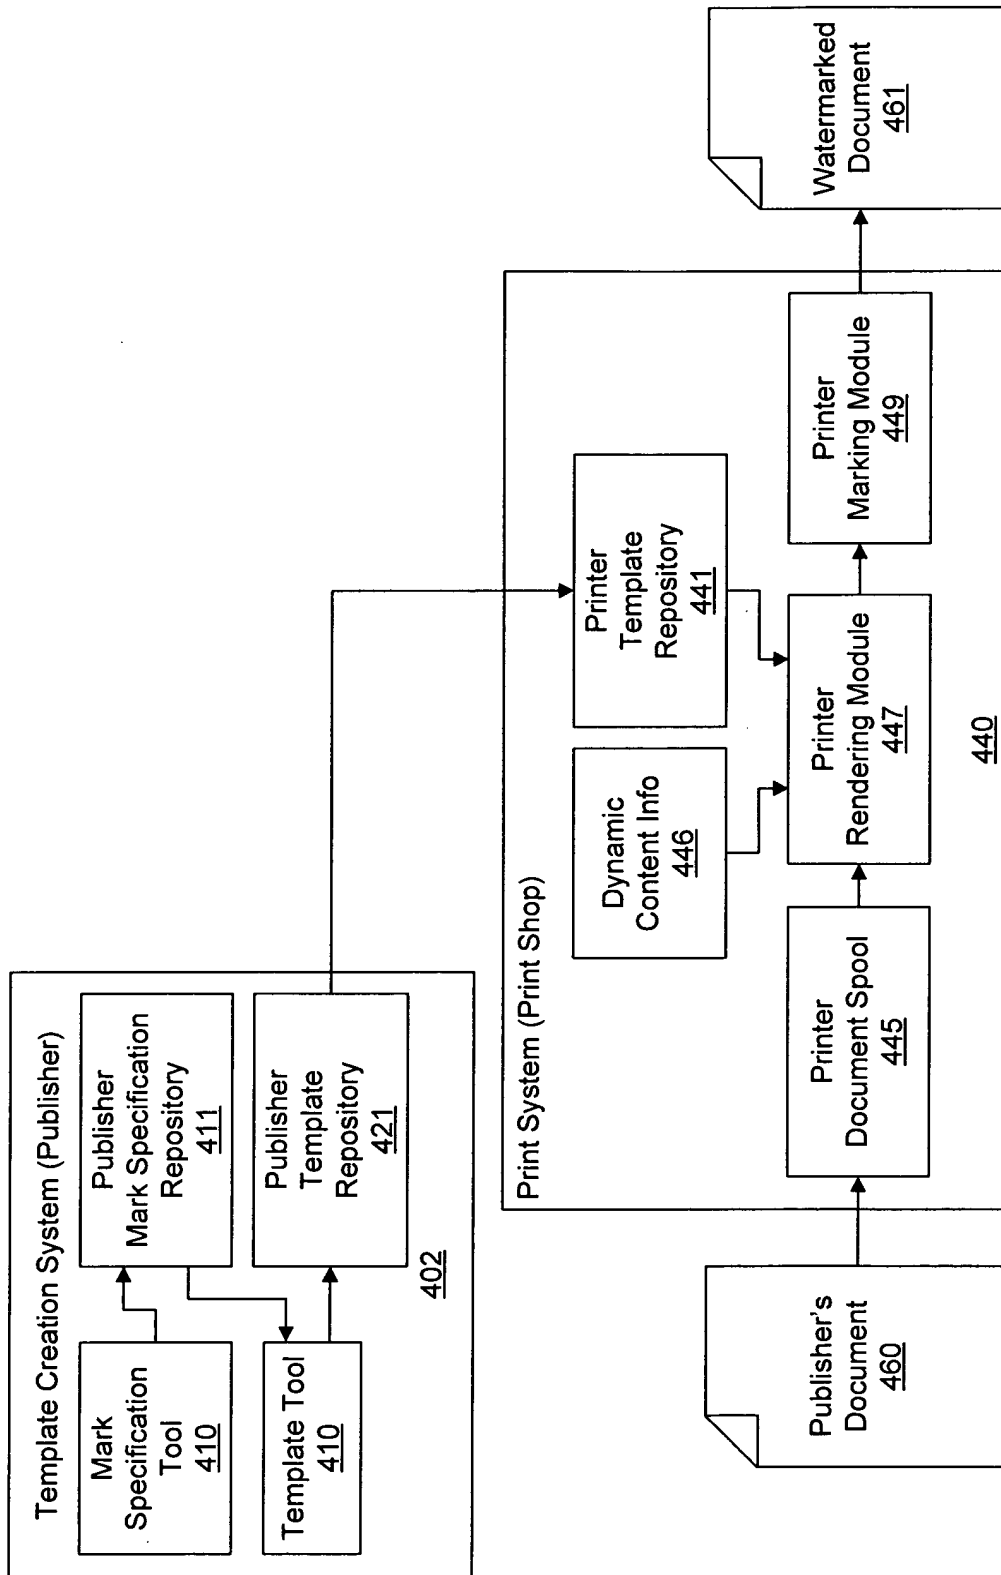 Template Creation System (Publisher)
Mark
Specification
Tool
410
Publisher
Mark Specification
Repository
411
Template Tool
410
Publisher
Template
Repository
421
402
Print System (Print Shop)
Dynamic
Content Info
446
Printer
Template
Repository
441
Publisher's
Document
460
Printer
Document Spool
445
Printer
Rendering Module
447
Printer
Marking Module
449
Watermarked
Document
461
440